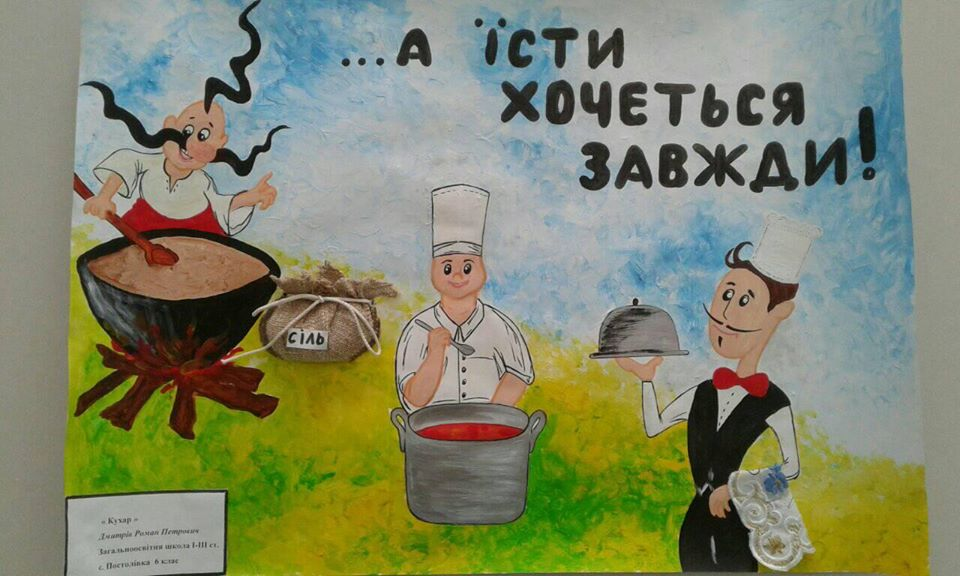 ...А ЇСТИ
ХОЧЕТЬСЯ
ЗАВЖДИ!
сіль
« Кухар »
Дмитрів Роман Петрович
Загальноосвітня школа І-ІІІ ст.
с. Постолівка 6 клас